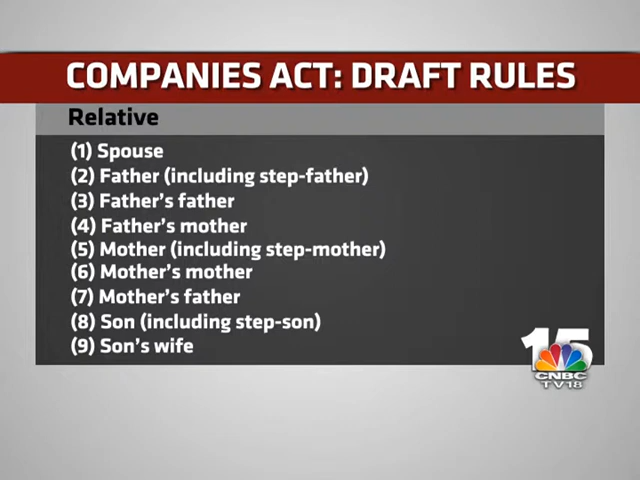 COMPANIES ACT: DRAFT RULES
Relative
(1) Spouse
(2) Father (including step-father)
(3) Father's father
(4) Father's mother
(5) Mother (including step-mother)
(6) Mother's mother
(7) Mother's father
(8) Son (including step-son)
(9) Son's wife
15
CNBC
TV18